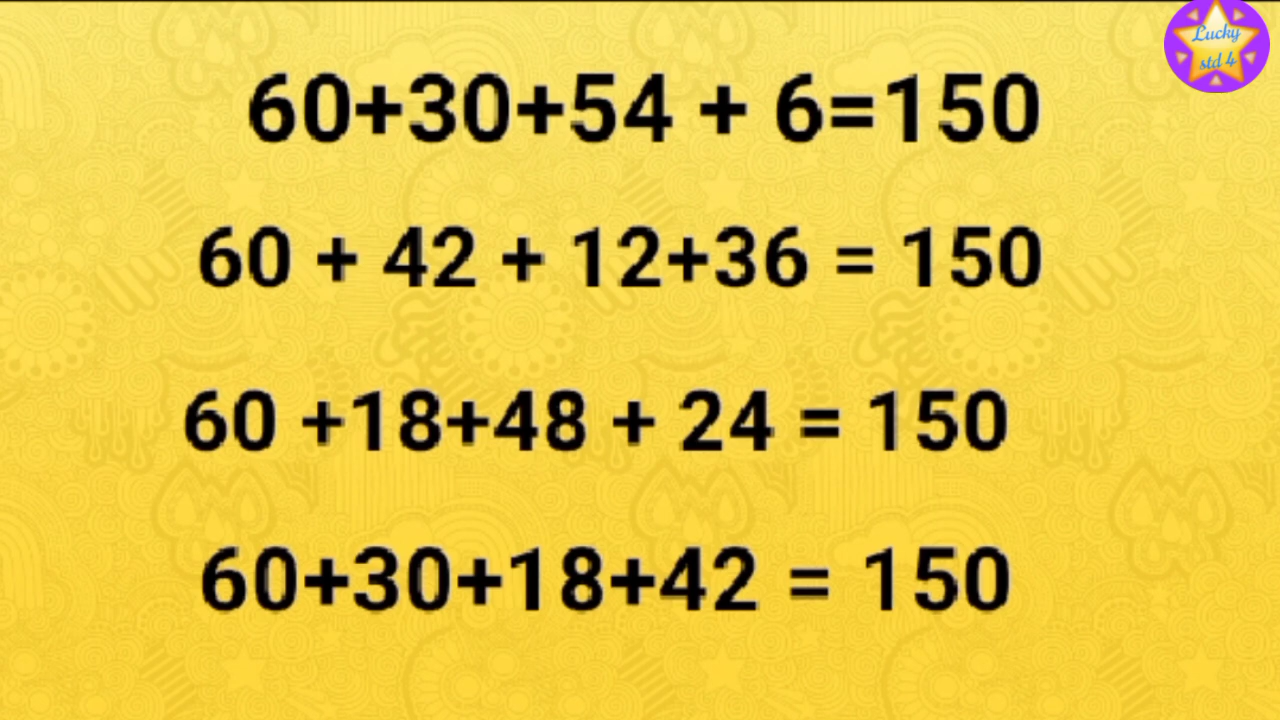 Lucky
std 4
60+30+54 + 6=150
60 + 42 + 12+36 = 150
60 +18+48 + 24 = 150
60+30+18+42 = 150